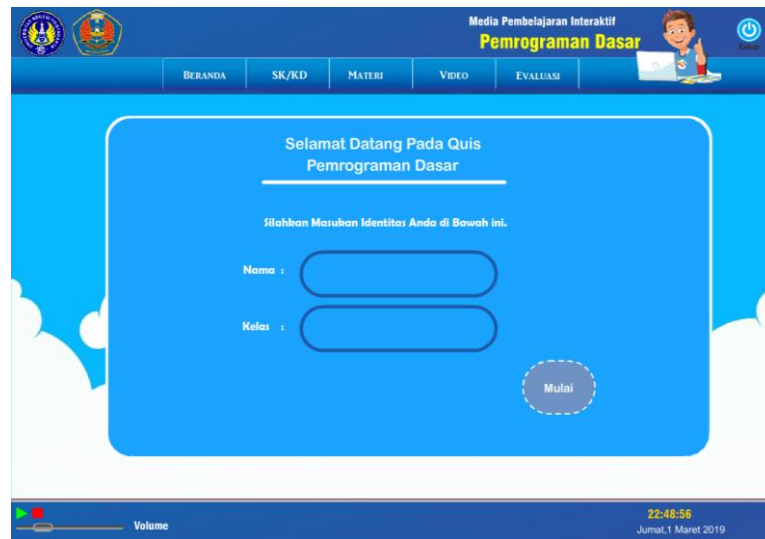 Media Pembelajaran Interaktif
Pemrograman Dasar
Keluar
BERANDA
SK/KD
MATERI
VIDEO
EVALUASI
Selamat Datang Pada Quis
Pemrograman Dasar
Silahkan Masukan Identitas Anda di Bawah ini.
Nama :
Kelas :
Mulai
Volume
22:48:56
Jumat,1 Maret 2019